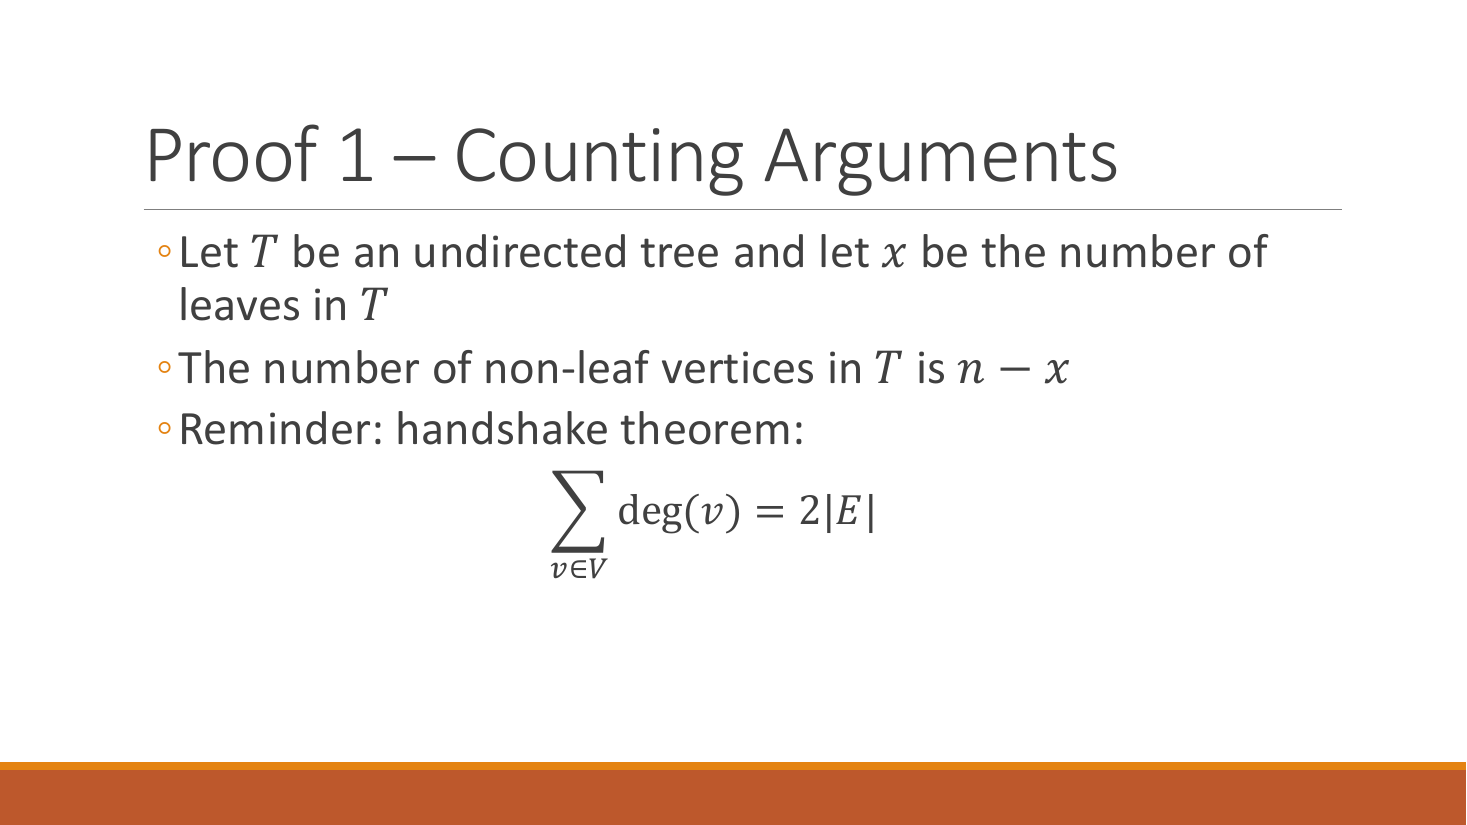 Proof 1 – Counting Arguments
◦ Let 𝑇 be an undirected tree and let 𝑥 be the number of
leaves in 𝑇
◦ The number of non-leaf vertices in 𝑇 is 𝑛 − 𝑥
◦ Reminder: handshake theorem:
∑ deg(𝑣) = 2|𝐸|
𝑣∈𝑉